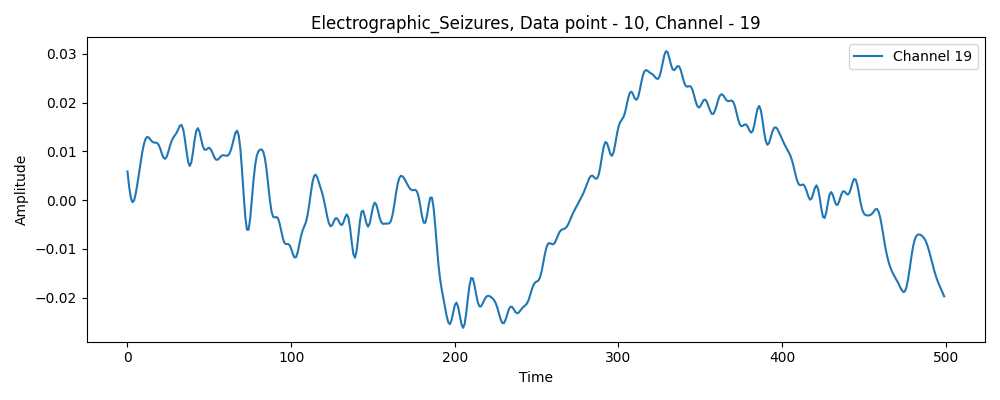 Electrographic_Seizures, Data point - 10, Channel - 19
Channel 19
0.03
0.02
0.01
0.00
−0.01
−0.02
Amplitude
0 100 200 300 400 500
Time